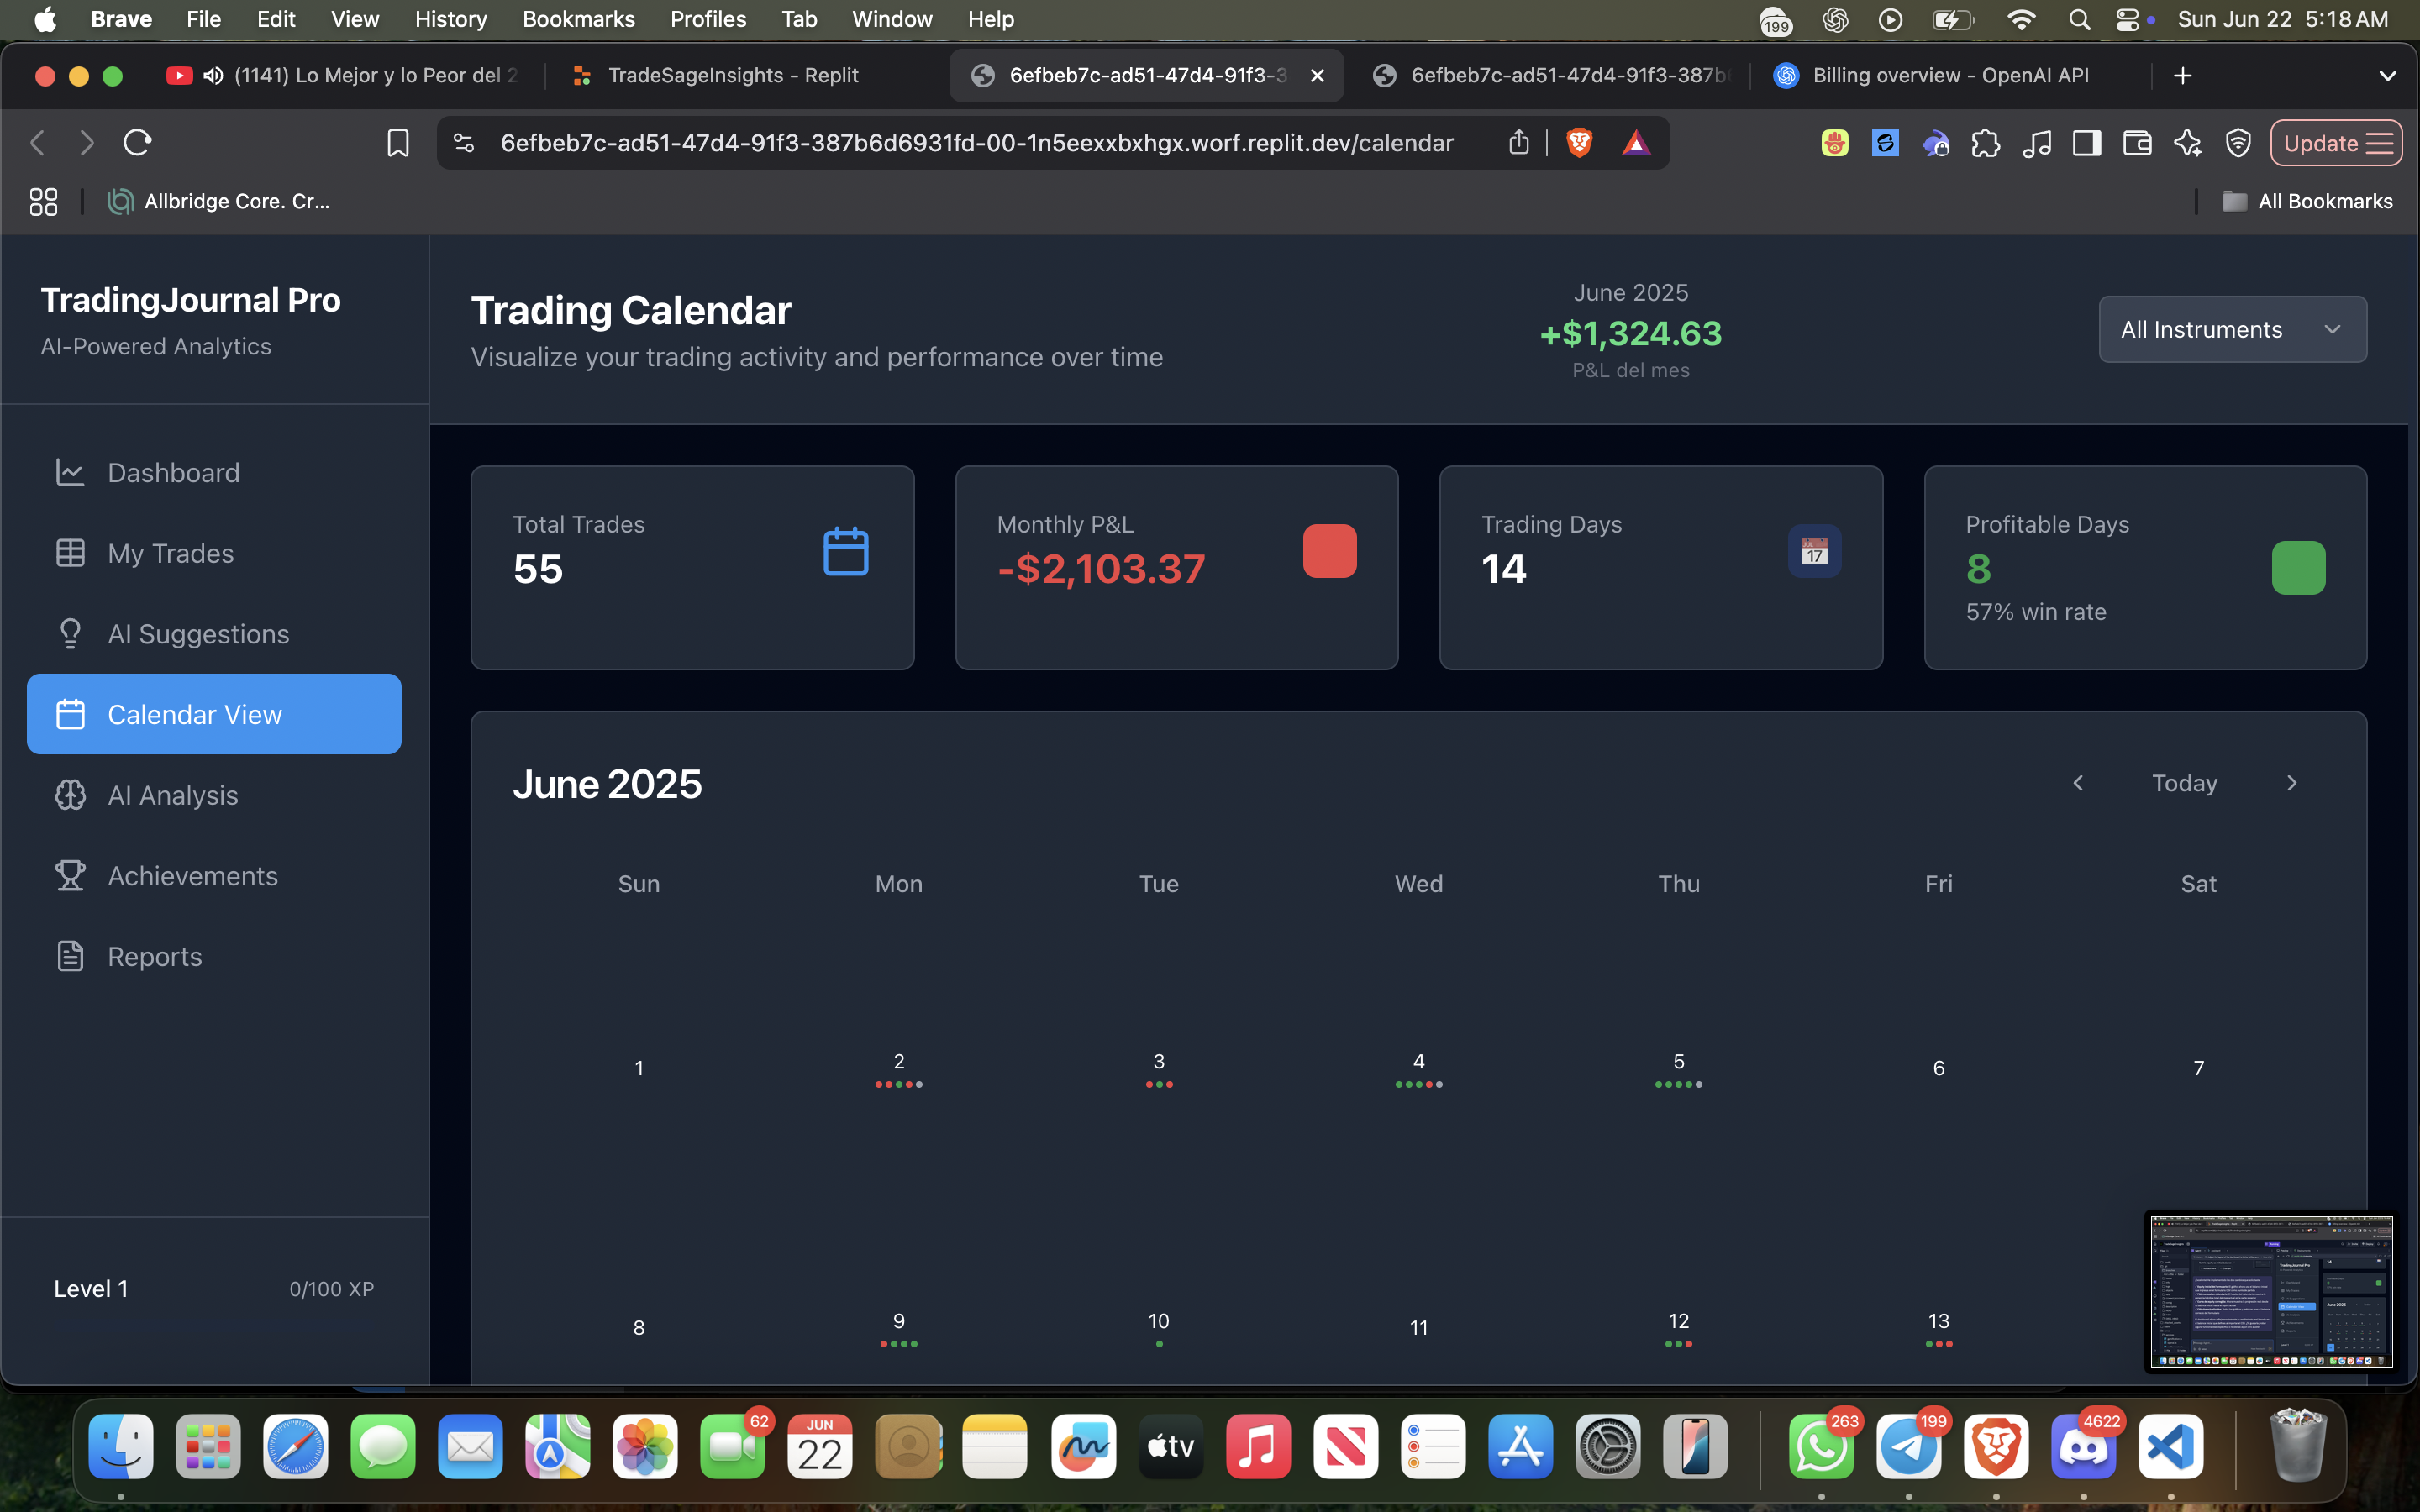 Brave File Edit View History Bookmarks Profiles Tab Window Help 199 Sun Jun 22 5:18 AM
(1141) Lo Mejor y lo Peor del 2 TradeSageInsights - Replit 6efbeb7c-ad51-47d4-91f3-3 6efbeb7c-ad51-47d4-91f3-387b Billing overview - OpenAI API
6efbeb7c-ad51-47d4-91f3-387b6d6931fd-00-1n5eexxbxhgx.worf.replit.dev/calendar Update
Allbridge Core. Cr... All Bookmarks
TradingJournal Pro
AI-Powered Analytics
Dashboard
My Trades
AI Suggestions
Calendar View
AI Analysis
Achievements
Reports
Level 1 0/100 XP
Trading Calendar
Visualize your trading activity and performance over time
June 2025
+$1,324.63
P&L del mes
All Instruments
Total Trades
55
Monthly P&L
-$2,103.37
Trading Days
14
17
Profitable Days
8
57% win rate
June 2025
Today
Sun Mon Tue Wed Thu Fri Sat
1 2 3 4 5 6 7
8 9 10 11 12 13
62 JUN 22 tv 263 199 4622